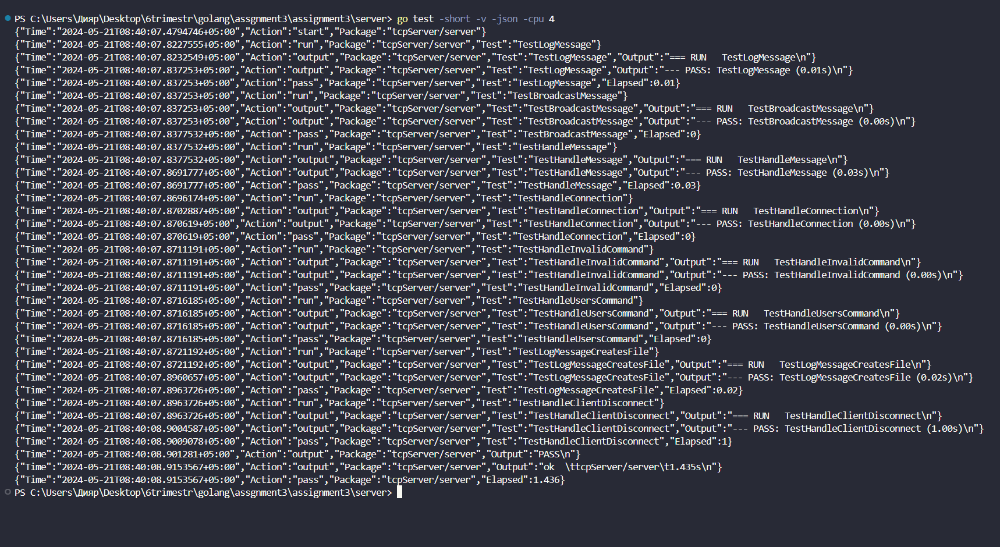 PS C:\Users\Дияр\Desktop\6trimestr\golang\assgnment3\assignment3\server> go test -short -v -json -cpu 4
{"Time":"2024-05-21T08:40:07.4794746+05:00","Action":"start","Package":"tcpServer/server"}
{"Time":"2024-05-21T08:40:07.8227555+05:00","Action":"run","Package":"tcpServer/server","Test":"TestLogMessage"}
{"Time":"2024-05-21T08:40:07.8232549+05:00","Action":"output","Package":"tcpServer/server","Test":"TestLogMessage","Output":"=== RUN   TestLogMessage\n"}
{"Time":"2024-05-21T08:40:07.837253+05:00","Action":"output","Package":"tcpServer/server","Test":"TestLogMessage","Output":"--- PASS: TestLogMessage (0.01s)\n"}
{"Time":"2024-05-21T08:40:07.837253+05:00","Action":"pass","Package":"tcpServer/server","Test":"TestLogMessage","Elapsed":0.01}
{"Time":"2024-05-21T08:40:07.837253+05:00","Action":"run","Package":"tcpServer/server","Test":"TestBroadcastMessage"}
{"Time":"2024-05-21T08:40:07.837253+05:00","Action":"output","Package":"tcpServer/server","Test":"TestBroadcastMessage","Output":"=== RUN   TestBroadcastMessage\n"}
{"Time":"2024-05-21T08:40:07.837253+05:00","Action":"output","Package":"tcpServer/server","Test":"TestBroadcastMessage","Output":"--- PASS: TestBroadcastMessage (0.00s)\n"}
{"Time":"2024-05-21T08:40:07.8377532+05:00","Action":"pass","Package":"tcpServer/server","Test":"TestBroadcastMessage","Elapsed":0}
{"Time":"2024-05-21T08:40:07.8377532+05:00","Action":"run","Package":"tcpServer/server","Test":"TestHandleMessage"}
{"Time":"2024-05-21T08:40:07.8377532+05:00","Action":"output","Package":"tcpServer/server","Test":"TestHandleMessage","Output":"=== RUN   TestHandleMessage\n"}
{"Time":"2024-05-21T08:40:07.8691777+05:00","Action":"output","Package":"tcpServer/server","Test":"TestHandleMessage","Output":"--- PASS: TestHandleMessage (0.03s)\n"}
{"Time":"2024-05-21T08:40:07.8691777+05:00","Action":"pass","Package":"tcpServer/server","Test":"TestHandleMessage","Elapsed":0.03}
{"Time":"2024-05-21T08:40:07.8696174+05:00","Action":"run","Package":"tcpServer/server","Test":"TestHandleConnection"}
{"Time":"2024-05-21T08:40:07.8702887+05:00","Action":"output","Package":"tcpServer/server","Test":"TestHandleConnection","Output":"=== RUN   TestHandleConnection\n"}
{"Time":"2024-05-21T08:40:07.870619+05:00","Action":"output","Package":"tcpServer/server","Test":"TestHandleConnection","Output":"--- PASS: TestHandleConnection (0.00s)\n"}
{"Time":"2024-05-21T08:40:07.870619+05:00","Action":"pass","Package":"tcpServer/server","Test":"TestHandleConnection","Elapsed":0}
{"Time":"2024-05-21T08:40:07.8711191+05:00","Action":"run","Package":"tcpServer/server","Test":"TestHandleInvalidCommand"}
{"Time":"2024-05-21T08:40:07.8711191+05:00","Action":"output","Package":"tcpServer/server","Test":"TestHandleInvalidCommand","Output":"=== RUN   TestHandleInvalidCommand\n"}
{"Time":"2024-05-21T08:40:07.8711191+05:00","Action":"output","Package":"tcpServer/server","Test":"TestHandleInvalidCommand","Output":"--- PASS: TestHandleInvalidCommand (0.00s)\n"}
{"Time":"2024-05-21T08:40:07.8711191+05:00","Action":"pass","Package":"tcpServer/server","Test":"TestHandleInvalidCommand","Elapsed":0}
{"Time":"2024-05-21T08:40:07.8716185+05:00","Action":"run","Package":"tcpServer/server","Test":"TestHandleUsersCommand"}
{"Time":"2024-05-21T08:40:07.8716185+05:00","Action":"output","Package":"tcpServer/server","Test":"TestHandleUsersCommand","Output":"=== RUN   TestHandleUsersCommand\n"}
{"Time":"2024-05-21T08:40:07.8716185+05:00","Action":"output","Package":"tcpServer/server","Test":"TestHandleUsersCommand","Output":"--- PASS: TestHandleUsersCommand (0.00s)\n"}
{"Time":"2024-05-21T08:40:07.8716185+05:00","Action":"pass","Package":"tcpServer/server","Test":"TestHandleUsersCommand","Elapsed":0}
{"Time":"2024-05-21T08:40:07.8721192+05:00","Action":"run","Package":"tcpServer/server","Test":"TestLogMessageCreatesFile"}
{"Time":"2024-05-21T08:40:07.8721192+05:00","Action":"output","Package":"tcpServer/server","Test":"TestLogMessageCreatesFile","Output":"=== RUN   TestLogMessageCreatesFile\n"}
{"Time":"2024-05-21T08:40:07.8960657+05:00","Action":"output","Package":"tcpServer/server","Test":"TestLogMessageCreatesFile","Output":"--- PASS: TestLogMessageCreatesFile (0.02s)\n"}
{"Time":"2024-05-21T08:40:07.8963726+05:00","Action":"pass","Package":"tcpServer/server","Test":"TestLogMessageCreatesFile","Elapsed":0.02}
{"Time":"2024-05-21T08:40:07.8963726+05:00","Action":"run","Package":"tcpServer/server","Test":"TestHandleClientDisconnect"}
{"Time":"2024-05-21T08:40:07.8963726+05:00","Action":"output","Package":"tcpServer/server","Test":"TestHandleClientDisconnect","Output":"=== RUN   TestHandleClientDisconnect\n"}
{"Time":"2024-05-21T08:40:08.9004587+05:00","Action":"output","Package":"tcpServer/server","Test":"TestHandleClientDisconnect","Output":"--- PASS: TestHandleClientDisconnect (1.00s)\n"}
{"Time":"2024-05-21T08:40:08.9009078+05:00","Action":"pass","Package":"tcpServer/server","Test":"TestHandleClientDisconnect","Elapsed":1}
{"Time":"2024-05-21T08:40:08.901281+05:00","Action":"output","Package":"tcpServer/server","Output":"PASS\n"}
{"Time":"2024-05-21T08:40:08.9153567+05:00","Action":"output","Package":"tcpServer/server","Output":"ok  \ttcpServer/server\t1.435s\n"}
{"Time":"2024-05-21T08:40:08.9153567+05:00","Action":"pass","Package":"tcpServer/server","Elapsed":1.436}
PS C:\Users\Дияр\Desktop\6trimestr\golang\assgnment3\assignment3\server>